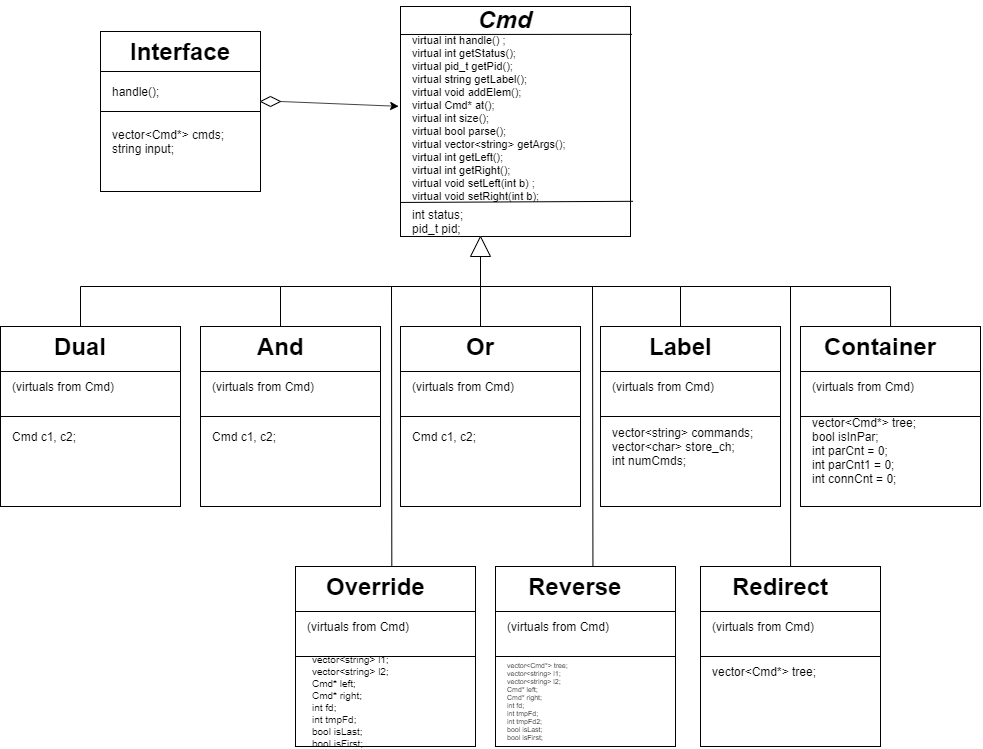 Cmd
virtual int handle() ;
virtual int getStatus();
virtual pid_t getPid();
virtual string getLabel();
virtual void addElem();
virtual Cmd* at();
virtual int size();
virtual bool parse();
virtual vector<string> getArgs();
virtual int getLeft();
virtual int getRight();
virtual void setLeft(int b) ;
virtual void setRight(int b);
int status;
pid_t pid;
Interface
handle();
vector<Cmd*> cmds;
string input;
Dual
(virtuals from Cmd)
Cmd c1, c2;
And
(virtuals from Cmd)
Cmd c1, c2;
Or
(virtuals from Cmd)
Cmd c1, c2;
Label
(virtuals from Cmd)
vector<string> commands;
vector<char> store_ch;
int numCmds;
Container
(virtuals from Cmd)
vector<Cmd*> tree;
bool isInPar;
int parCnt = 0;
int parCnt1 = 0;
int connCnt = 0;
Override
(virtuals from Cmd)
vector<string> l1;
vector<string> l2;
Cmd* left;
Cmd* right;
int fd;
int tmpFd;
bool isLast;
bool isFirst;
Reverse
(virtuals from Cmd)
vector<Cmd*> tree;
vector<string> l1;
vector<string> l2;
Cmd* left;
Cmd* right;
int fd;
int tmpFd;
int tmpFd2;
bool isLast;
bool isFirst;
Redirect
(virtuals from Cmd)
vector<Cmd*> tree;